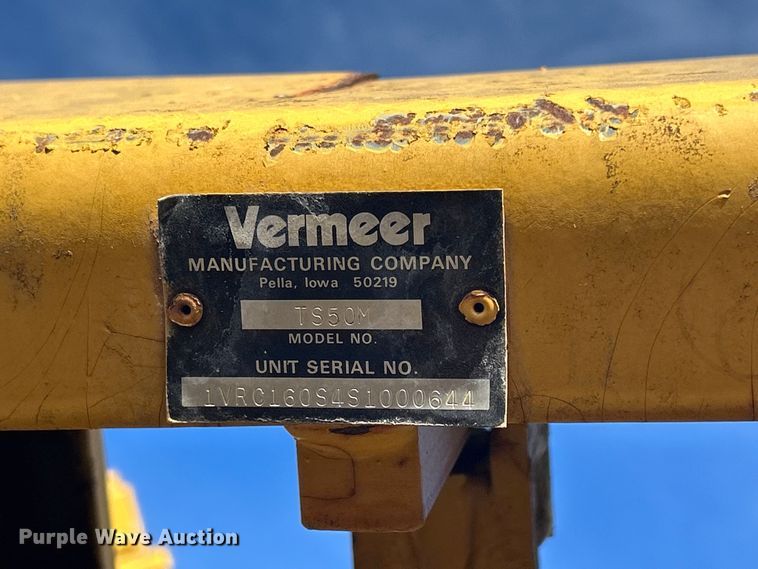 Vermeer
MANUFACTURING COMPANY
Pella, Iowa 50219
TS50M
MODEL NO.
UNIT SERIAL NO.
1VRC160S4S1000644
Purple Wave Auction